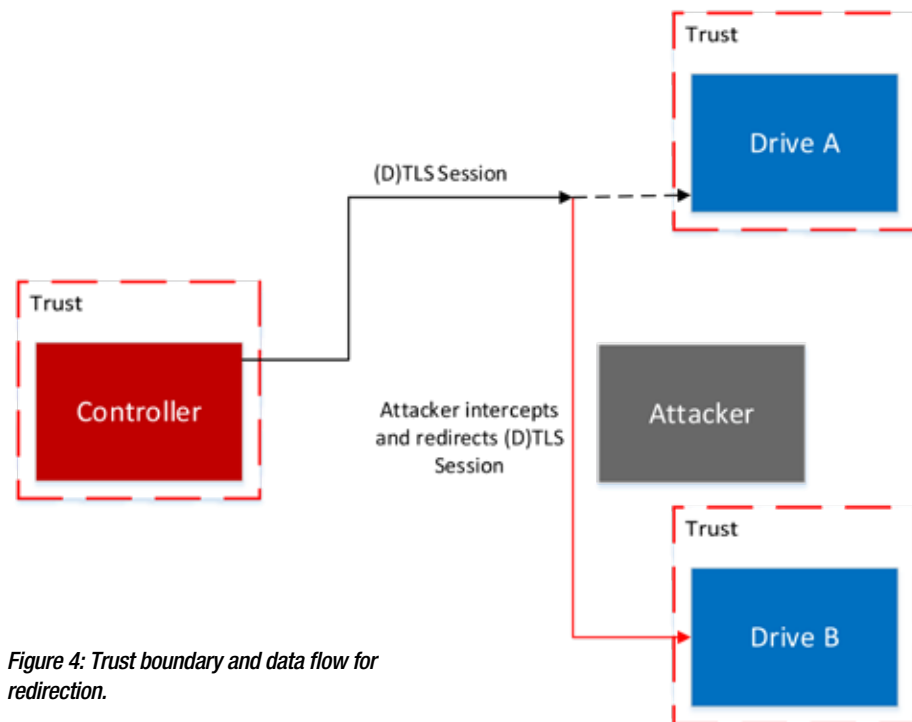 Trust
Drive A
(D)TLS Session
Trust
Controller
Attacker intercepts
and redirects (D)TLS
Session
Attacker
Trust
Drive B
Figure 4: Trust boundary and data flow for
redirection.